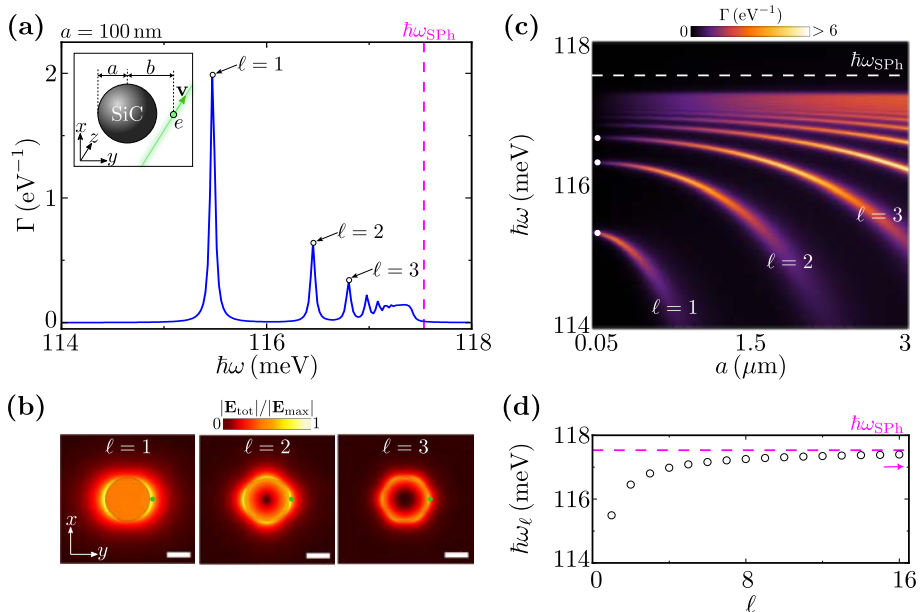 (a)
a = 100 nm
ħω_SPh
2
1
0
Γ (eV⁻¹)
a
b
SiC
v
e
x
z
y
ℓ = 1
ℓ = 2
ℓ = 3
114
116
118
ħω (meV)
(c)
Γ (eV⁻¹)
0
> 6
118
116
114
ħω (meV)
ħω_SPh
ℓ = 3
ℓ = 2
ℓ = 1
0.05
1.5
3
a (μm)
(b)
|E_tot|/|E_max|
0
1
ℓ = 1
ℓ = 2
ℓ = 3
x
y
(d)
ħω_SPh
118
116
114
ħω_ℓ (meV)
0
8
16
ℓ